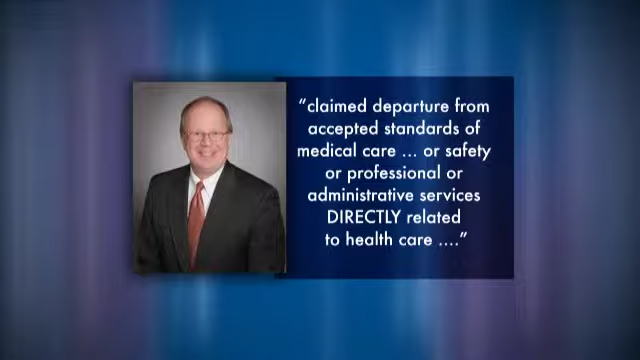 “claimed departure from
accepted standards of
medical care ... or safety
or professional or
administrative services
DIRECTLY related
to health care ....”